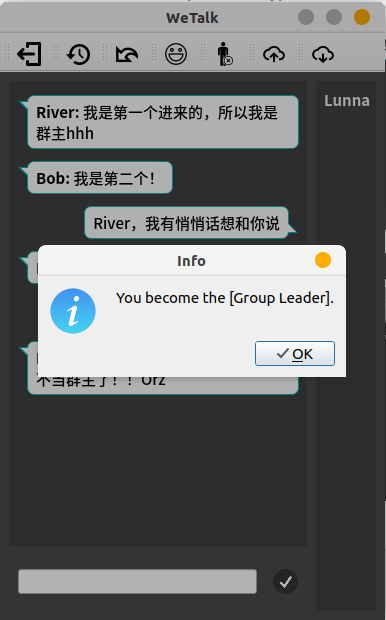 WeTalk
Lunna
River: 我是第一个进来的，所以我是
群主hhh
Bob: 我是第二个！
River，我有悄悄话想和你说
Info
You become the [Group Leader].
OK
不当群主了！！Orz